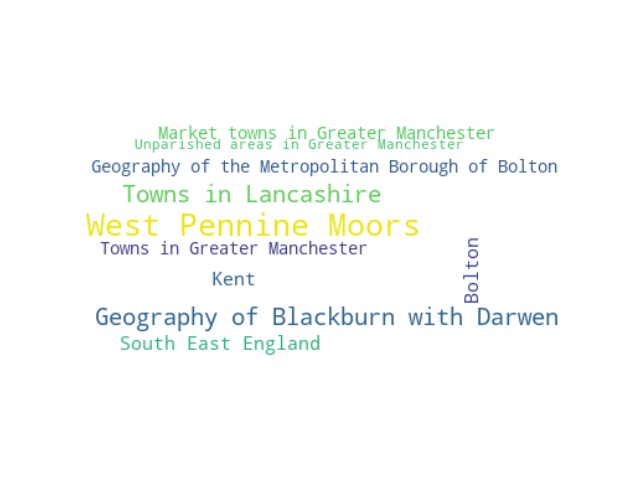 Market towns in Greater Manchester
Unparished areas in Greater Manchester
Geography of the Metropolitan Borough of Bolton
Towns in Lancashire
West Pennine Moors
Towns in Greater Manchester
Bolton
Kent
Geography of Blackburn with Darwen
South East England